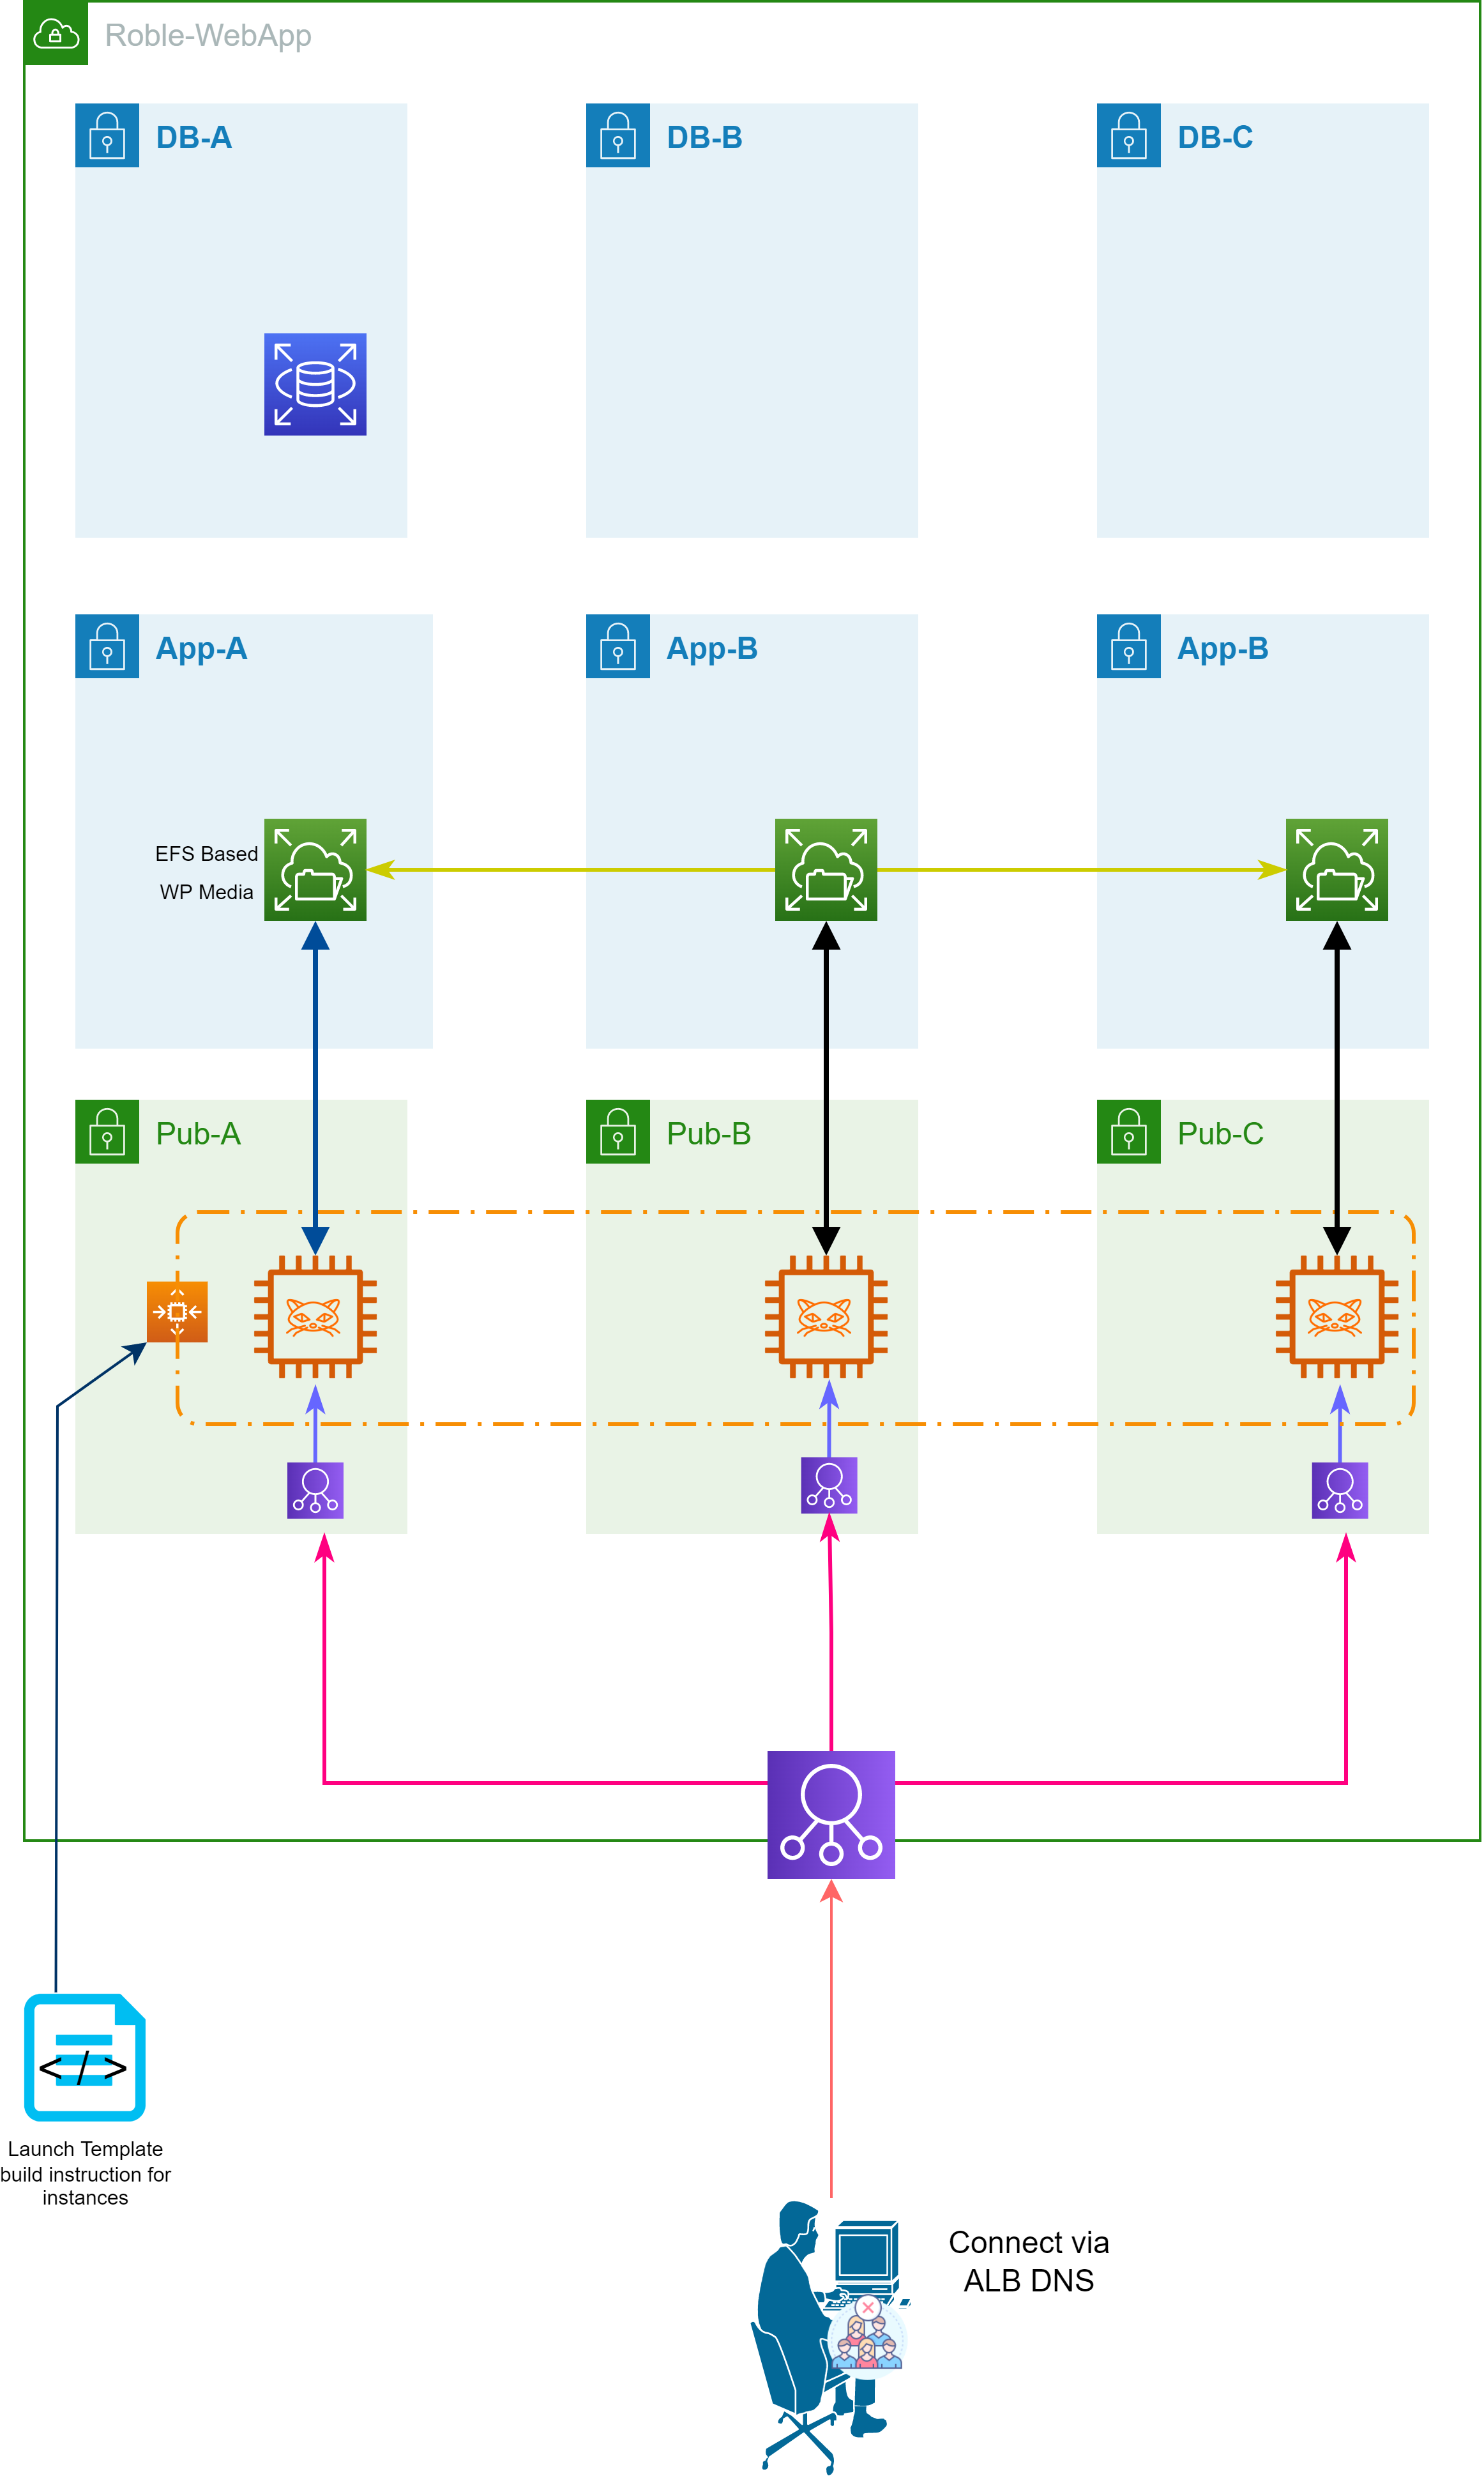 Roble-WebApp
DB-A
DB-B
DB-C
App-A
App-B
App-B
EFS Based
WP Media
Pub-A
Pub-B
Pub-C
< / >
Launch Template
build instruction for
instances
Connect via
ALB DNS